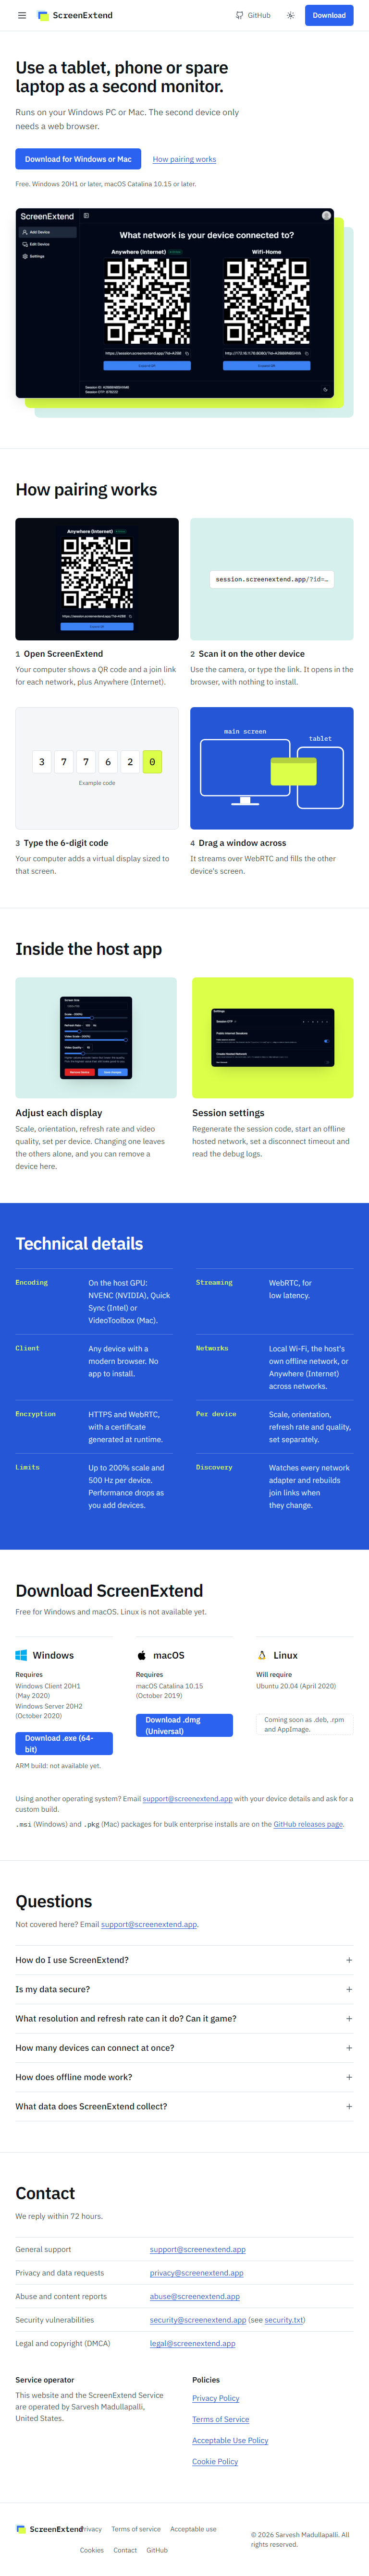 ScreenExtend
GitHub
Download
Use a tablet, phone or spare
laptop as a second monitor.
Runs on your Windows PC or Mac. The second device only
needs a web browser.
Download for Windows or Mac
How pairing works
Free. Windows 20H1 or later, macOS Catalina 10.15 or later.
ScreenExtend
Add Device
Edit Device
Settings
What network is your device connected to?
Anywhere (Internet)
Wifi-Home
How pairing works
Anywhere (Internet)
session.screenextend.app/?id=…
1 Open ScreenExtend
Your computer shows a QR code and a join link
for each network, plus Anywhere (Internet).
2 Scan it on the other device
Use the camera, or type the link. It opens in the
browser, with nothing to install.
3 7 7 6 2 0
Example code
main screen
tablet
3 Type the 6-digit code
Your computer adds a virtual display sized to
that screen.
4 Drag a window across
It streams over WebRTC and fills the other
device's screen.
Inside the host app
Adjust each display
Scale, orientation, refresh rate and video
quality, set per device. Changing one leaves
the others alone, and you can remove a
device here.
Session settings
Regenerate the session code, start an offline
hosted network, set a disconnect timeout and
read the debug logs.
Technical details
Encoding
On the host GPU:
NVENC (NVIDIA), Quick
Sync (Intel) or
VideoToolbox (Mac).
Streaming
WebRTC, for
low latency.
Client
Any device with a
modern browser. No
app to install.
Networks
Local Wi-Fi, the host's
own offline network, or
Anywhere (Internet)
across networks.
Encryption
HTTPS and WebRTC,
with a certificate
generated at runtime.
Per device
Scale, orientation,
refresh rate and quality,
set separately.
Limits
Up to 200% scale and
500 Hz per device.
Performance drops as
you add devices.
Discovery
Watches every network
adapter and rebuilds
join links when
they change.
Download ScreenExtend
Free for Windows and macOS. Linux is not available yet.
Windows
Requires
Windows Client 20H1
(May 2020)
Windows Server 20H2
(October 2020)
Download .exe (64-
bit)
ARM build: not available yet.
macOS
Requires
macOS Catalina 10.15
(October 2019)
Download .dmg
(Universal)
Linux
Will require
Ubuntu 20.04 (April 2020)
Coming soon as .deb, .rpm
and AppImage.
Using another operating system? Email support@screenextend.app with your device details and ask for a
custom build.
.msi (Windows) and .pkg (Mac) packages for bulk enterprise installs are on the GitHub releases page.
Questions
Not covered here? Email support@screenextend.app.
How do I use ScreenExtend?
Is my data secure?
What resolution and refresh rate can it do? Can it game?
How many devices can connect at once?
How does offline mode work?
What data does ScreenExtend collect?
Contact
We reply within 72 hours.
General support support@screenextend.app
Privacy and data requests privacy@screenextend.app
Abuse and content reports abuse@screenextend.app
Security vulnerabilities security@screenextend.app (see security.txt)
Legal and copyright (DMCA) legal@screenextend.app
Service operator
This website and the ScreenExtend Service
are operated by Sarvesh Madullapalli,
United States.
Policies
Privacy Policy
Terms of Service
Acceptable Use Policy
Cookie Policy
ScreenExtend
Privacy Terms of service Acceptable use
Cookies Contact GitHub
© 2026 Sarvesh Madullapalli. All
rights reserved.